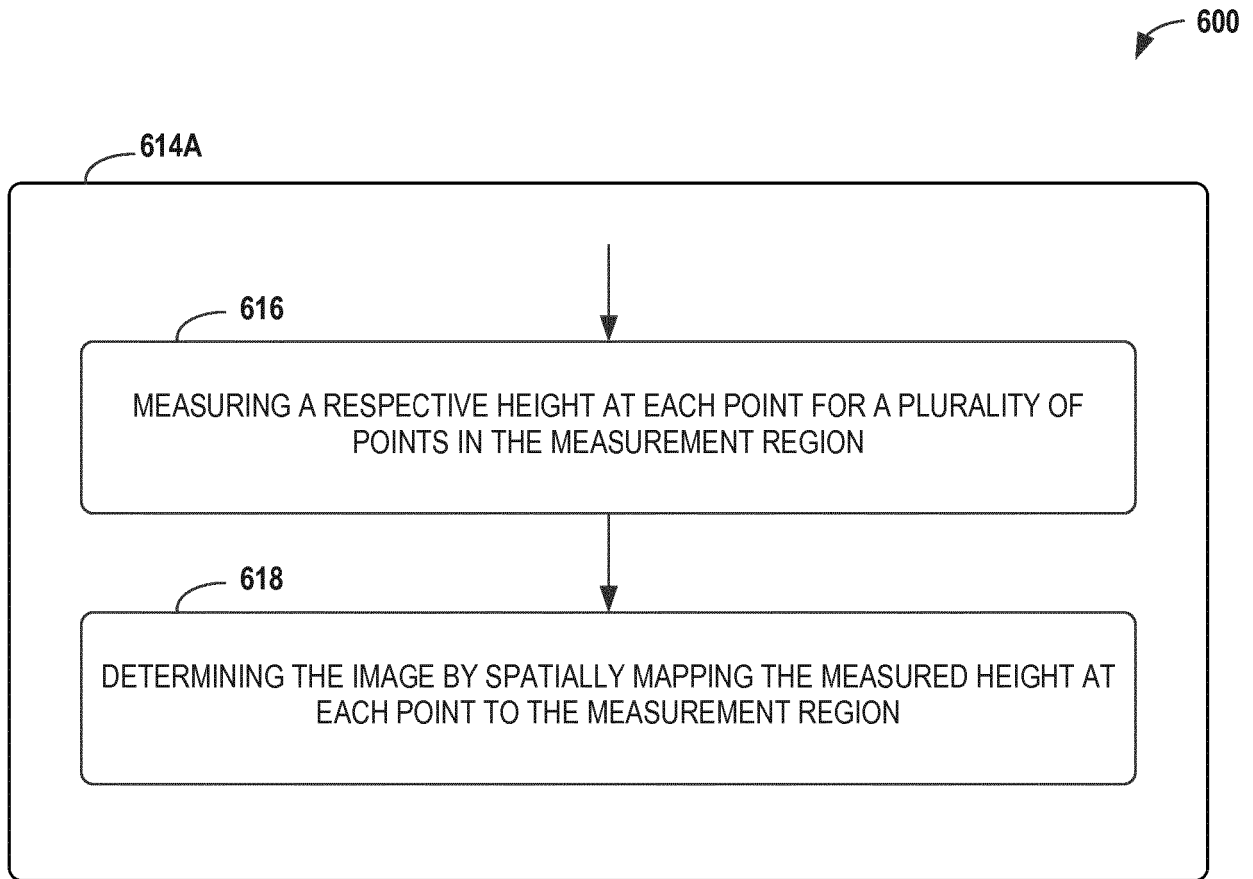 600
614A
616
MEASURING A RESPECTIVE HEIGHT AT EACH POINT FOR A PLURALITY OF
POINTS IN THE MEASUREMENT REGION
618
DETERMINING THE IMAGE BY SPATIALLY MAPPING THE MEASURED HEIGHT AT
EACH POINT TO THE MEASUREMENT REGION